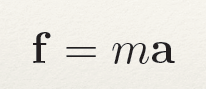 𝐟 = 𝑚𝐚